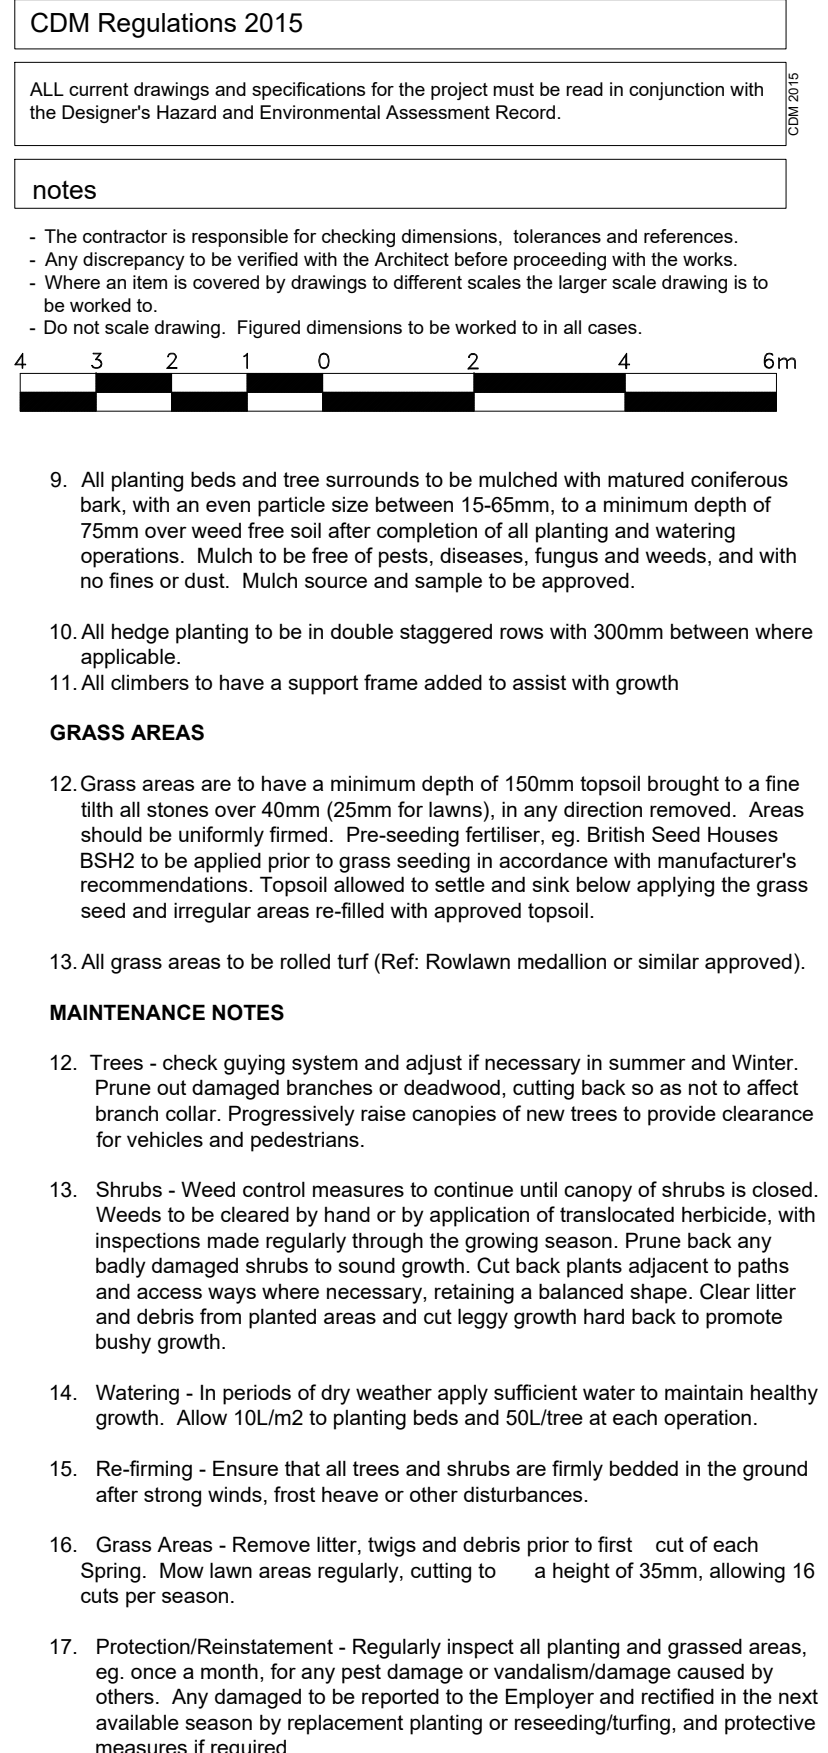 CDM Regulations 2015
ALL current drawings and specifications for the project must be read in conjunction with
the Designer's Hazard and Environmental Assessment Record.
CDM 2015
notes
- The contractor is responsible for checking dimensions, tolerances and references.
- Any discrepancy to be verified with the Architect before proceeding with the works.
- Where an item is covered by drawings to different scales the larger scale drawing is to
be worked to.
- Do not scale drawing. Figured dimensions to be worked to in all cases.
4 3 2 1 0 2 4 6m
9. All planting beds and tree surrounds to be mulched with matured coniferous
bark, with an even particle size between 15-65mm, to a minimum depth of
75mm over weed free soil after completion of all planting and watering
operations. Mulch to be free of pests, diseases, fungus and weeds, and with
no fines or dust. Mulch source and sample to be approved.
10. All hedge planting to be in double staggered rows with 300mm between where
applicable.
11. All climbers to have a support frame added to assist with growth
GRASS AREAS
12. Grass areas are to have a minimum depth of 150mm topsoil brought to a fine
tilth all stones over 40mm (25mm for lawns), in any direction removed. Areas
should be uniformly firmed. Pre-seeding fertiliser, eg. British Seed Houses
BSH2 to be applied prior to grass seeding in accordance with manufacturer's
recommendations. Topsoil allowed to settle and sink below applying the grass
seed and irregular areas re-filled with approved topsoil.
13. All grass areas to be rolled turf (Ref: Rowlawn medallion or similar approved).
MAINTENANCE NOTES
12. Trees - check guying system and adjust if necessary in summer and Winter.
Prune out damaged branches or deadwood, cutting back so as not to affect
branch collar. Progressively raise canopies of new trees to provide clearance
for vehicles and pedestrians.
13. Shrubs - Weed control measures to continue until canopy of shrubs is closed.
Weeds to be cleared by hand or by application of translocated herbicide, with
inspections made regularly through the growing season. Prune back any
badly damaged shrubs to sound growth. Cut back plants adjacent to paths
and access ways where necessary, retaining a balanced shape. Clear litter
and debris from planted areas and cut leggy growth hard back to promote
bushy growth.
14. Watering - In periods of dry weather apply sufficient water to maintain healthy
growth. Allow 10L/m2 to planting beds and 50L/tree at each operation.
15. Re-firming - Ensure that all trees and shrubs are firmly bedded in the ground
after strong winds, frost heave or other disturbances.
16. Grass Areas - Remove litter, twigs and debris prior to first cut of each
Spring. Mow lawn areas regularly, cutting to a height of 35mm, allowing 16
cuts per season.
17. Protection/Reinstatement - Regularly inspect all planting and grassed areas,
eg. once a month, for any pest damage or vandalism/damage caused by
others. Any damaged to be reported to the Employer and rectified in the next
available season by replacement planting or reseeding/turfing, and protective
measures if required